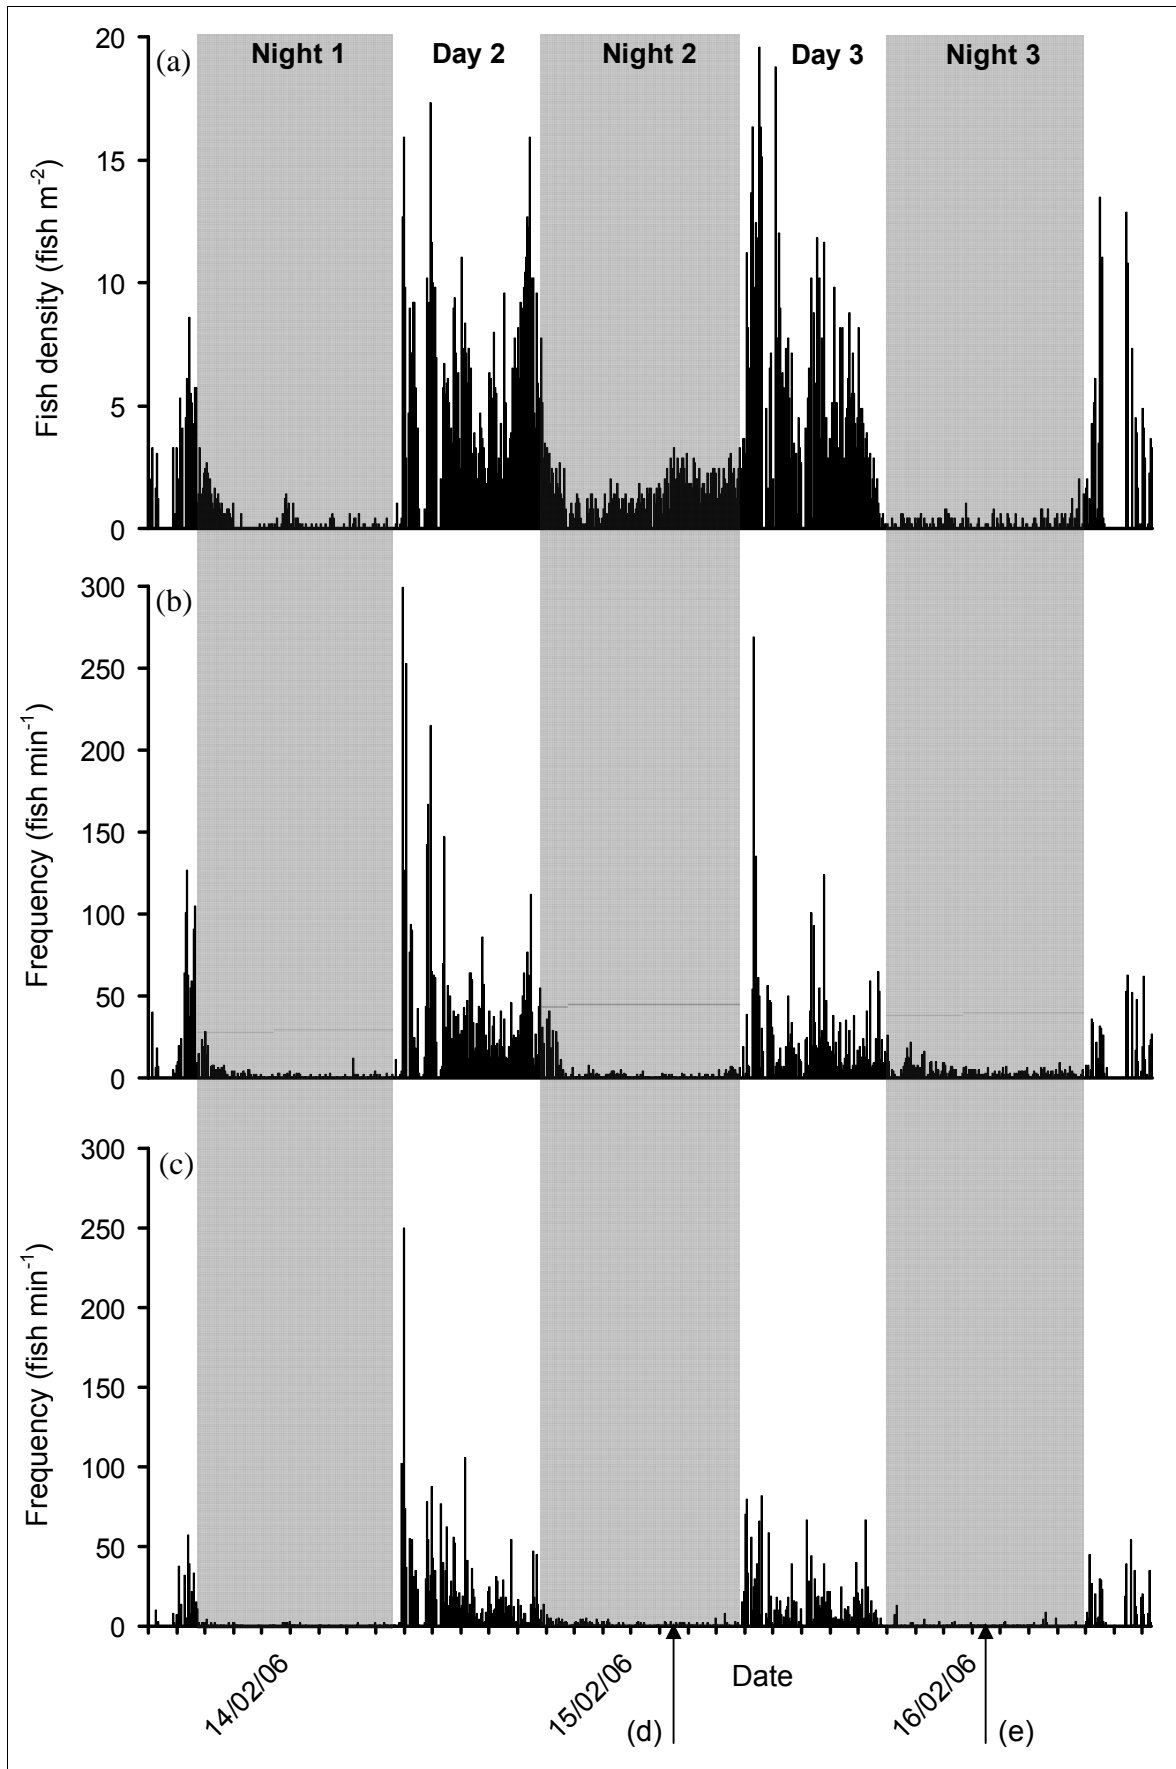 (a)
Night 1
Day 2
Night 2
Day 3
Night 3
20
15
10
5
0
Fish density (fish m⁻²)
(b)
300
250
200
150
100
50
0
Frequency (fish min⁻¹)
(c)
300
250
200
150
100
50
0
Frequency (fish min⁻¹)
14/02/06
15/02/06
16/02/06
Date
(d)
(e)